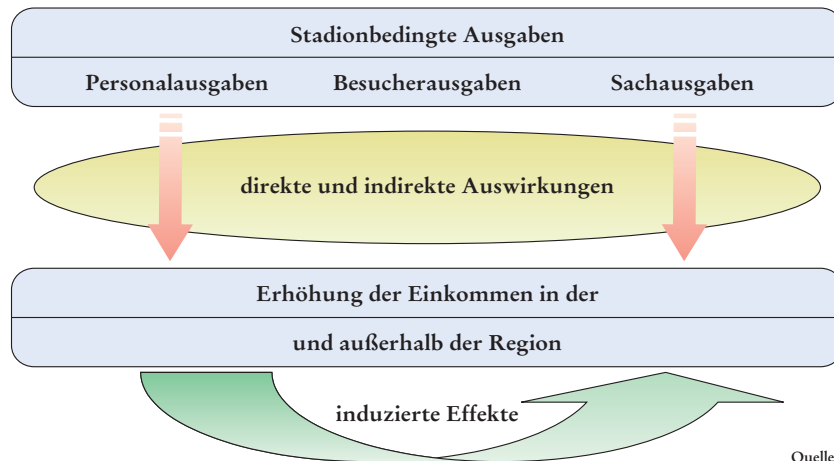 Stadionbedingte Ausgaben
Personalausgaben Besucherausgaben Sachausgaben
direkte und indirekte Auswirkungen
Erhöhung der Einkommen in der
und außerhalb der Region
induzierte Effekte
Quelle